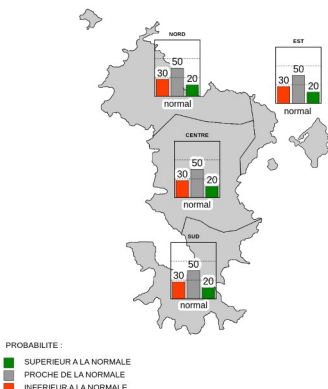 NORD
50
30
20
normal
EST
50
30
20
normal
CENTRE
50
30
20
normal
SUD
50
30
20
normal
PROBABILITE :
SUPERIEUR A LA NORMALE
PROCHE DE LA NORMALE
INFERIEUR A LA NORMALE